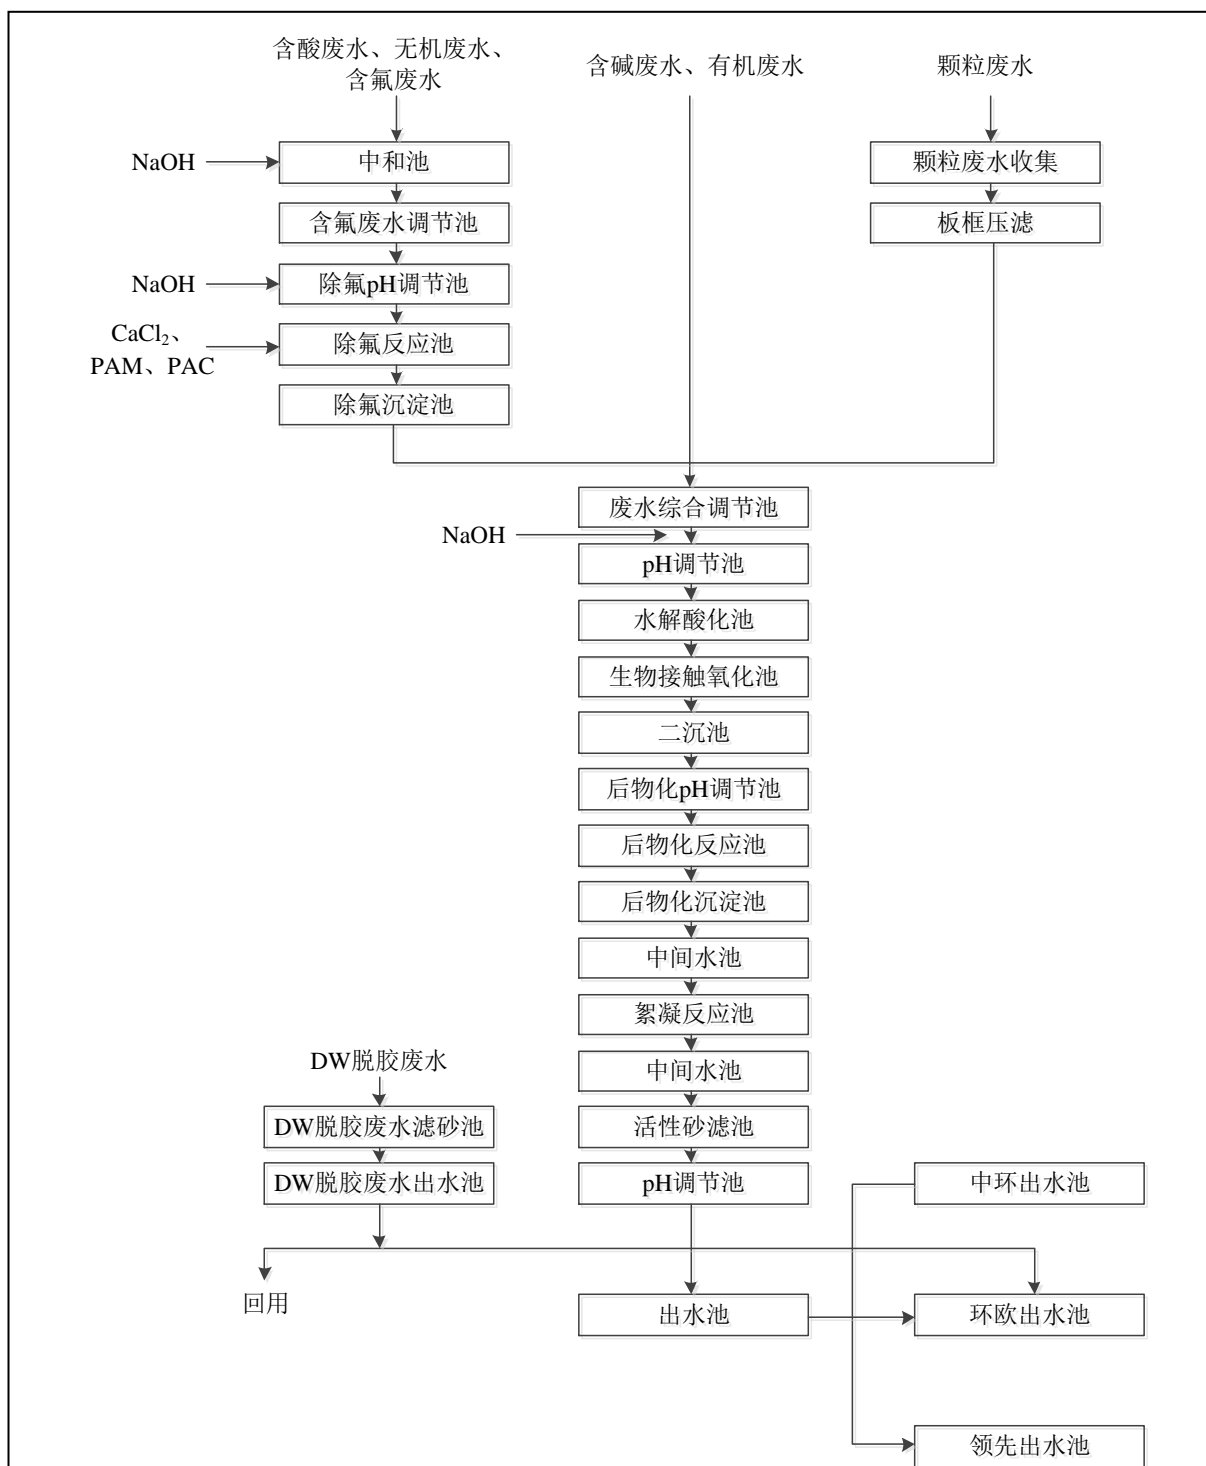 含酸废水、无机废水、
含氟废水
含碱废水、有机废水
颗粒废水
NaOH
中和池
颗粒废水收集
含氟废水调节池
板框压滤
NaOH
除氟pH调节池
CaCl₂、
PAM、PAC
除氟反应池
除氟沉淀池
废水综合调节池
NaOH
pH调节池
水解酸化池
生物接触氧化池
二沉池
后物化pH调节池
后物化反应池
后物化沉淀池
中间水池
絮凝反应池
DW脱胶废水
中间水池
DW脱胶废水滤砂池
活性砂滤池
DW脱胶废水出水池
pH调节池
中环出水池
回用
出水池
环欧出水池
领先出水池